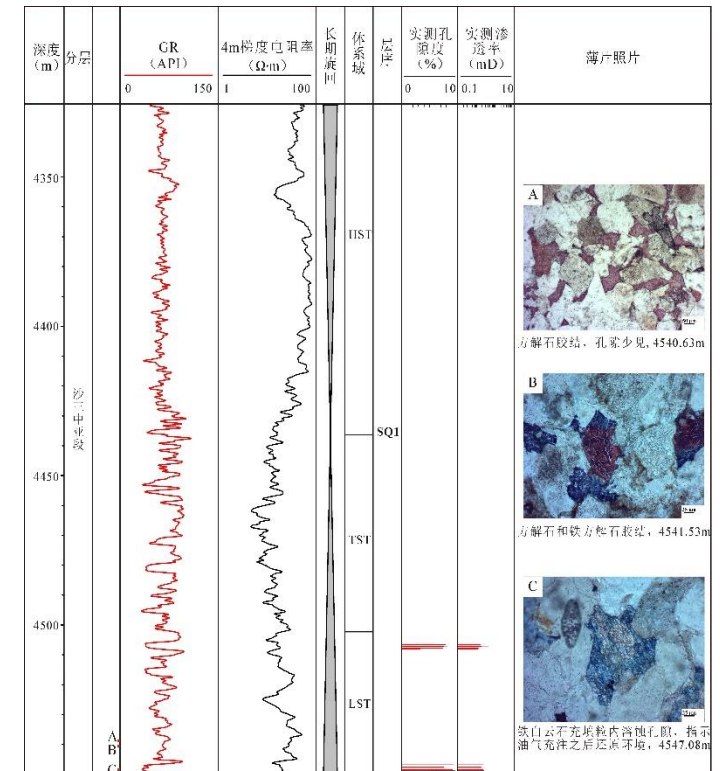 深度
(m)
分层
GR
(API)
0 150
4m梯度电阻率
(Ω·m)
1 100
长期旋回
体系域
层序
实测孔
隙度
(%)
0 10
实测渗
透率
(mD)
0.1 10
薄片照片
4350
4400
4450
4500
沙三中亚段
HST
TST
LST
SQ1
A
B
C
A
方解石胶结，孔隙少见, 4540.63m
B
方解石和铁方解石胶结，4541.53m
C
铁白云石充填粒内溶蚀孔隙，指示
油气充注之后还原环境，4547.08m